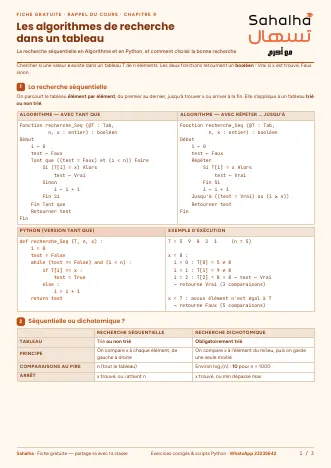 FICHE GRATUITE · RAPPEL DU COURS · CHAPITRE 9
Les algorithmes de recherche
dans un tableau
La recherche séquentielle en Algorithme et en Python, et comment choisir la bonne recherche
Sahalha
سهالهة
Chercher si une valeur x existe dans un tableau T de n éléments. Les deux fonctions retournent un booléen : Vrai si x est trouvé, Faux
sinon.
1 La recherche séquentielle
On parcourt le tableau élément par élément, du premier au dernier, jusqu'à trouver x ou arriver à la fin. Elle s'applique à un tableau trié
ou non trié.
ALGORITHME — AVEC TANT QUE
Fonction recherche_Seq (@T : Tab,
n, x : entier) : booléen
Début
i ← 0
test ← Faux
Tant que ((test = Faux) et (i < n)) Faire
Si (T[i] = x) Alors
test ← Vrai
Sinon
i ← i + 1
Fin Si
Fin Tant que
Retourner test
Fin
ALGORITHME — AVEC RÉPÉTER … JUSQU'À
Fonction recherche_Seq (@T : Tab,
n, x : entier) : booléen
Début
i ← 0
test ← Faux
Répéter
Si T[i] = x Alors
test ← Vrai
Fin Si
i ← i + 1
Jusqu'à ((test = Vrai) ou (i ≥ n))
Retourner test
Fin
PYTHON (VERSION TANT QUE)
def recherche_Seq (T, n, x) :
i = 0
test = False
while (test == False) and (i < n) :
if T[i] == x :
test = True
else :
i = i + 1
return test
EXEMPLE D'EXÉCUTION
T = 5 9 8 2 1 (n = 5)
x = 8 :
i = 0 : T[0] = 5 ≠ 8
i = 1 : T[1] = 9 ≠ 8
i = 2 : T[2] = 8 = 8 → test ← Vrai
→ retourne Vrai (3 comparaisons)
x = 7 : aucun élément n'est égal à 7
→ retourne Faux (5 comparaisons)
2 Séquentielle ou dichotomique ?
RECHERCHE SÉQUENTIELLE RECHERCHE DICHOTOMIQUE
TABLEAU Trié ou non trié Obligatoirement trié
PRINCIPE On compare x à chaque élément, de gauche à droite On compare x à l'élément du milieu, puis on garde une seule moitié
COMPARAISONS AU PIRE n (tout le tableau) Environ log₂(n) : 10 pour n = 1000
ARRÊT x trouvé, ou i atteint n x trouvé, ou min dépasse max
Sahalha · Fiche gratuite — partage-la avec ta classe
Exercices corrigés & scripts Python : WhatsApp 23235642
1 / 3